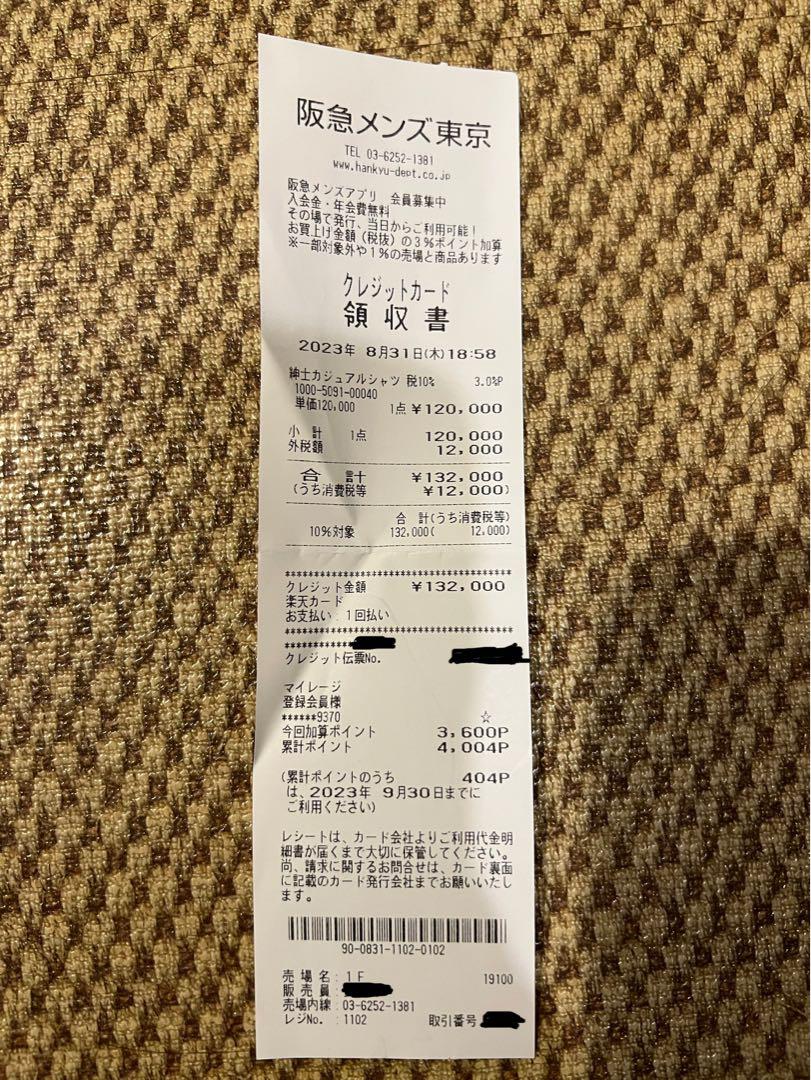 阪急メンズ東京
TEL 03-6252-1381
www.hankyu-dept.co.jp
阪急メンズアプリ 会員募集中
入会金・年会費無料
その場で発行、当日からご利用可能！
お買上げ金額（税抜）の３％ポイント加算
※一部対象外や１％の売場と商品あります
クレジットカード
領収書
2023年 8月31日(木)18:58
紳士カジュアルシャツ 税10% 3.0%P
1000-5091-00040
単価120,000 1点 ¥120,000
小計 1点 120,000
外税額 12,000
合計 ¥132,000
(うち消費税等 ¥12,000)
合計(うち消費税等)
10%対象 132,000( 12,000)
****************************************
クレジット金額 ¥132,000
楽天カード
お支払い：1回払い
****************************************
************
クレジット伝票No.
マイレージ
登録会員様
******9370 ☆
今回加算ポイント 3,600P
累計ポイント 4,004P
(累計ポイントのうち 404P
は、2023年 9月30日までに
ご利用ください)
レシートは、カード会社よりご利用代金明
細書が届くまで大切に保管してください。
尚、請求に関するお問合せは、カード裏面
に記載のカード発行会社までお願いいたし
ます。
90-0831-1102-0102
売場名：1F 19100
販売員：
売場内線：03-6252-1381
レジNo. ：1102 取引番号